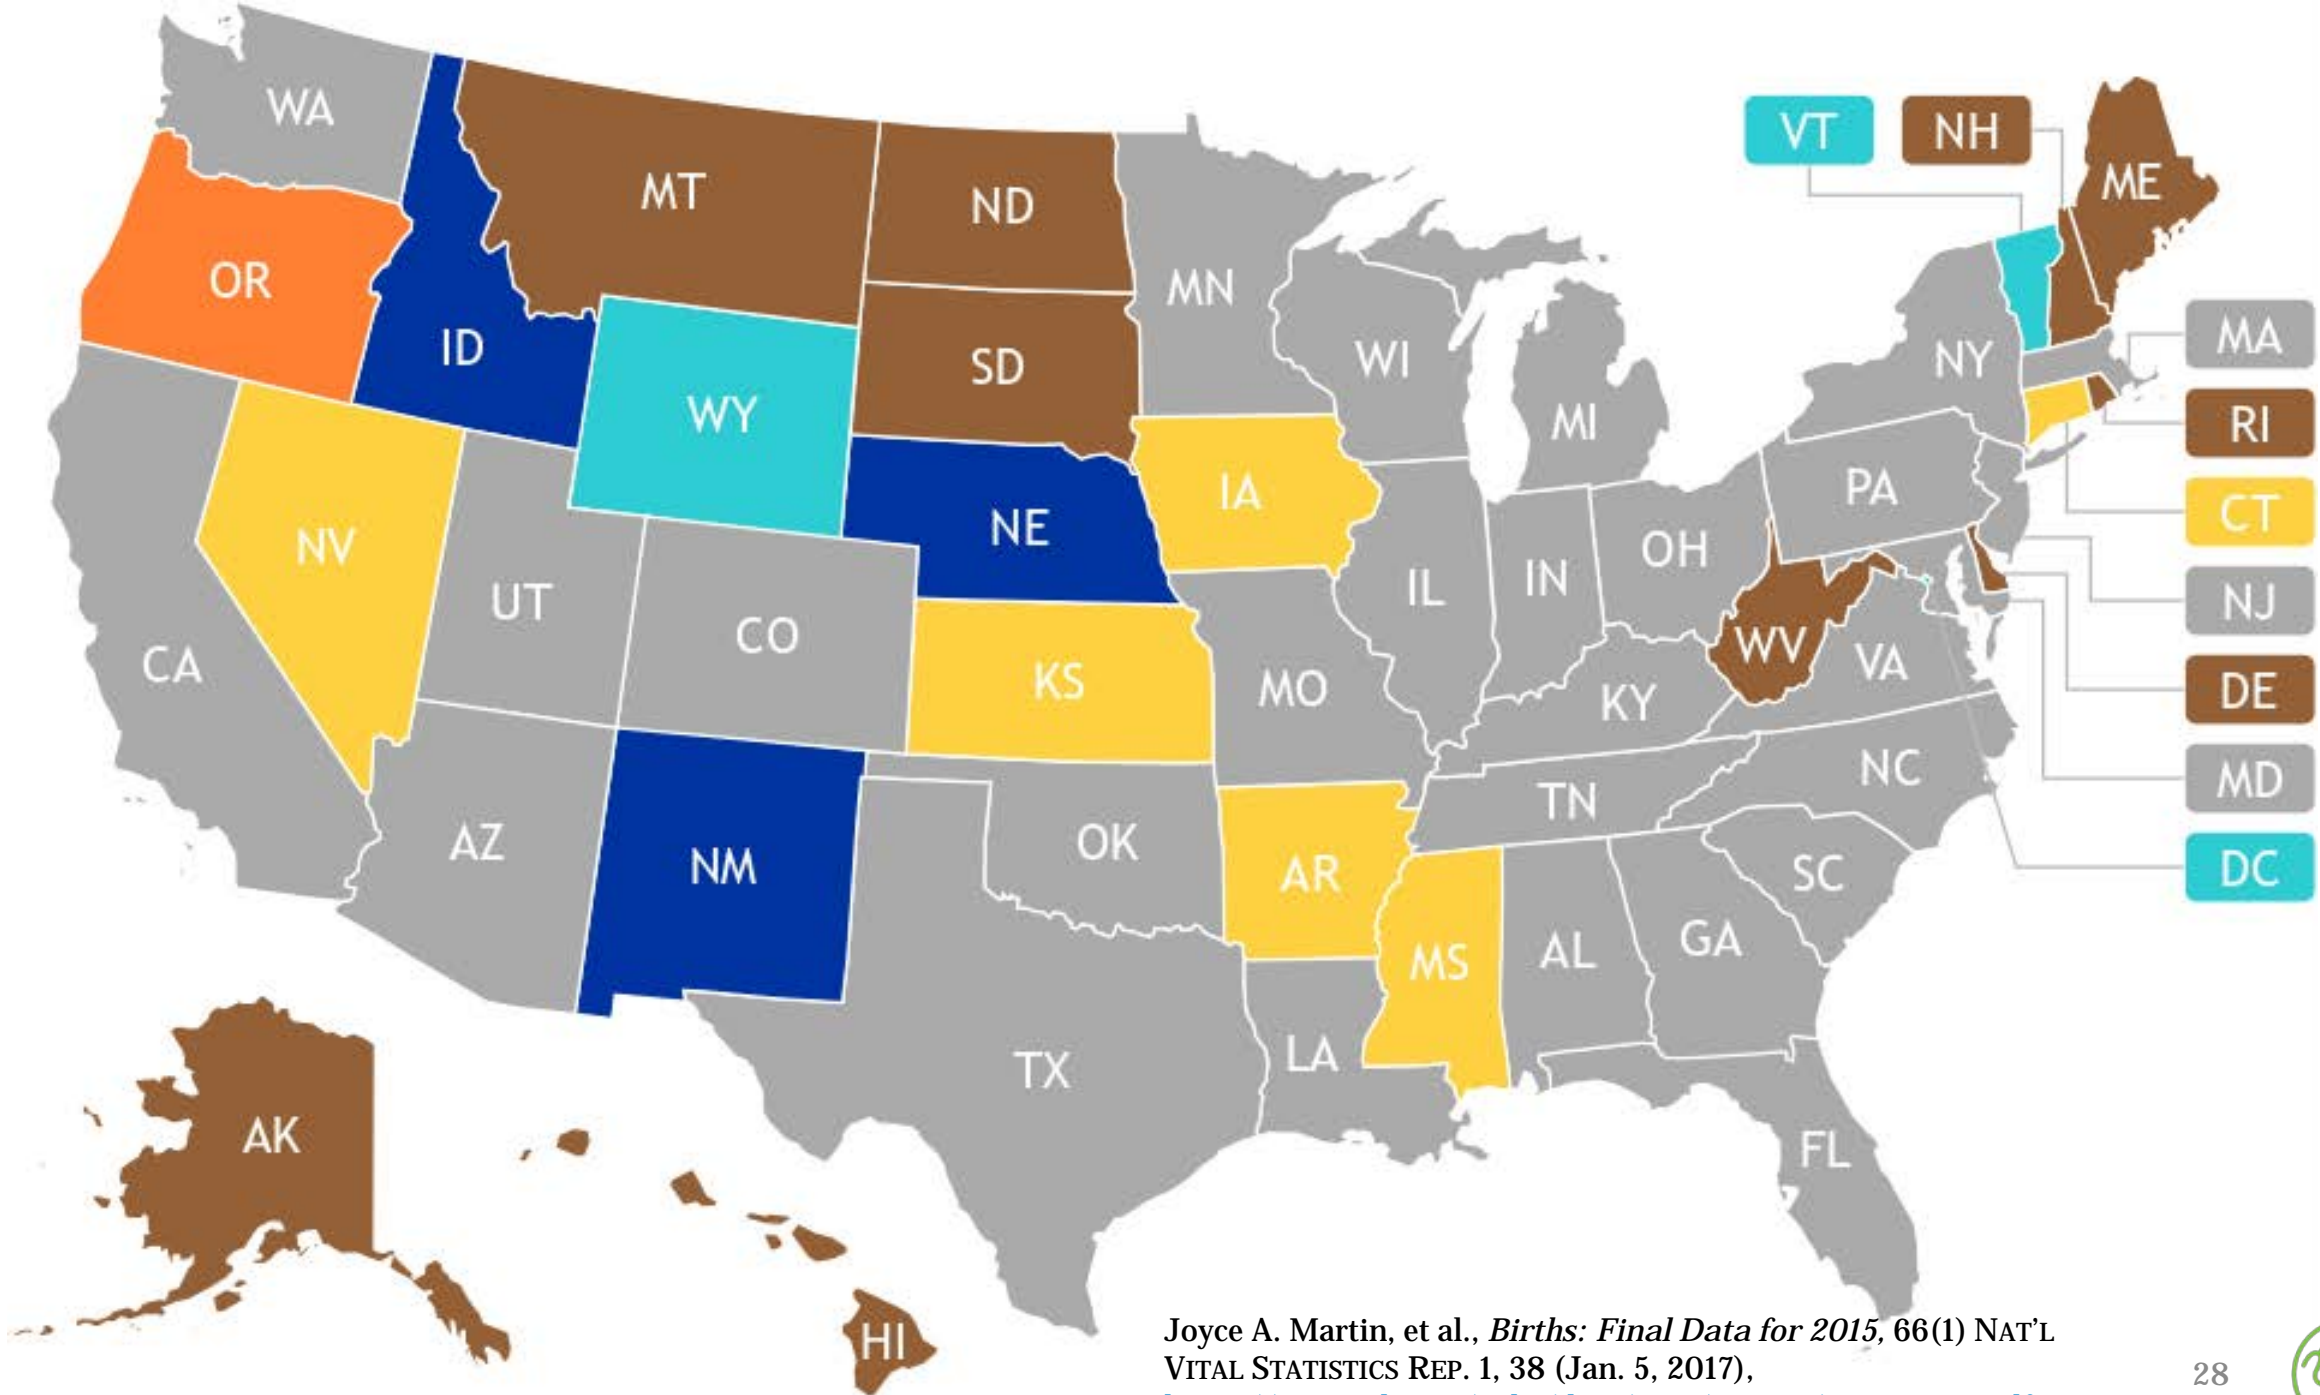 WA
VT
NH
MT
ND
ME
OR
MN
ID
SD
WI
NY
MA
WY
MI
RI
IA
PA
CT
NE
NV
OH
IN
IL
UT
NJ
CO
WV
CA
VA
KS
MO
KY
DE
NC
MD
TN
AZ
OK
NM
AR
SC
DC
GA
AL
MS
LA
TX
AK
FL
HI
Joyce A. Martin, et al., Births: Final Data for 2015, 66(1) NAT'L
VITAL STATISTICS REP. 1, 38 (Jan. 5, 2017),
28